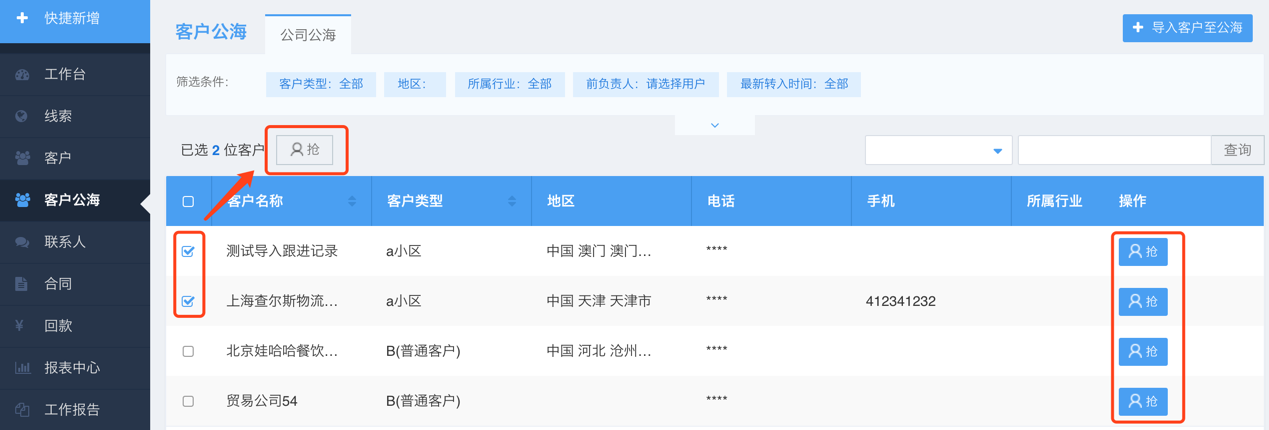 快捷新增
工作台
线索
客户
客户公海
联系人
合同
回款
报表中心
工作报告
客户公海 公司公海 导入客户至公海
筛选条件： 客户类型：全部 地区： 所属行业：全部 前负责人：请选择用户 最新转入时间：全部
已选 2 位客户 抢 查询
客户名称 客户类型 地区 电话 手机 所属行业 操作
测试导入跟进记录 a小区 中国 澳门 澳门... **** 抢
上海查尔斯物流... a小区 中国 天津 天津市 **** 412341232 抢
北京娃哈哈餐饮... B(普通客户) 中国 河北 沧州... **** 抢
贸易公司54 B(普通客户) **** 抢